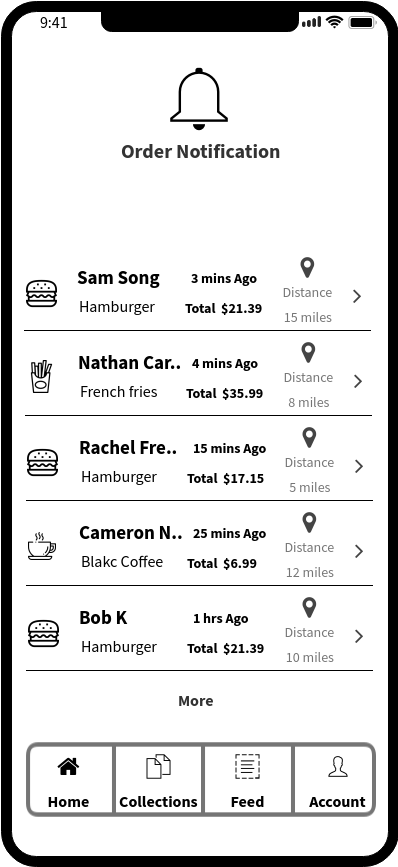 9:41
Order Notification
Sam Song 3 mins Ago
Distance
Hamburger Total $21.39
15 miles
Nathan Car.. 4 mins Ago
Distance
French fries Total $35.99
8 miles
Rachel Fre.. 15 mins Ago
Distance
Hamburger Total $17.15
5 miles
Cameron N.. 25 mins Ago
Distance
Blakc Coffee Total $6.99
12 miles
Bob K 1 hrs Ago
Distance
Hamburger Total $21.39
10 miles
More
Home Collections Feed Account